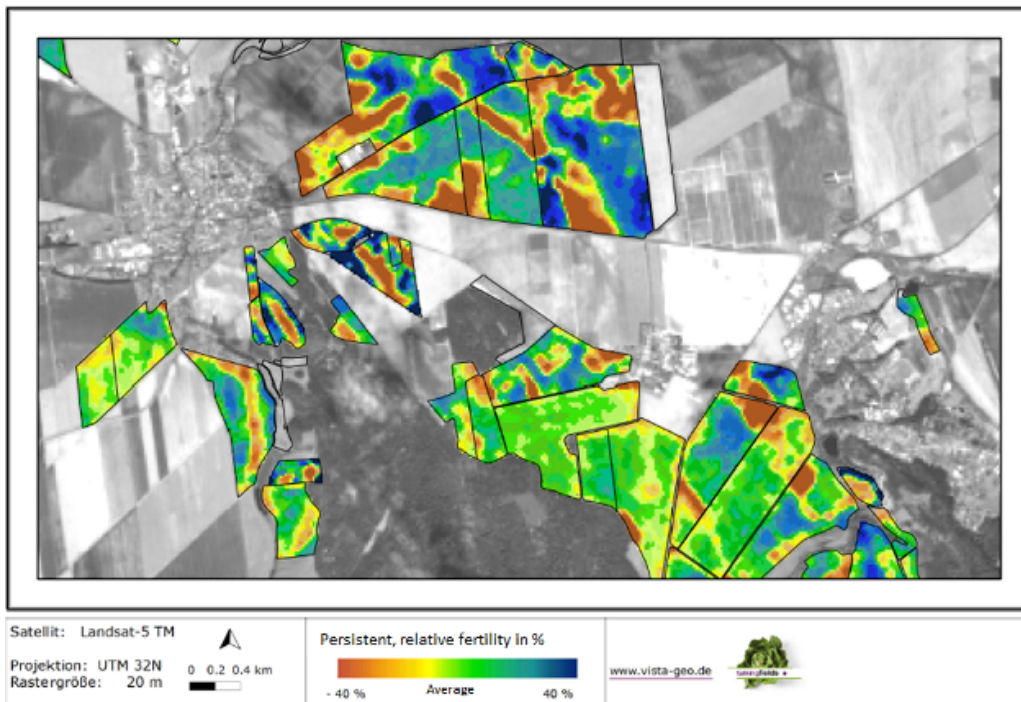 Satellit: Landsat-5 TM
Projektion: UTM 32N
Rastergröße: 20 m
0 0.2 0.4 km
Persistent, relative fertility in %
- 40 % Average 40 %
www.vista-geo.de